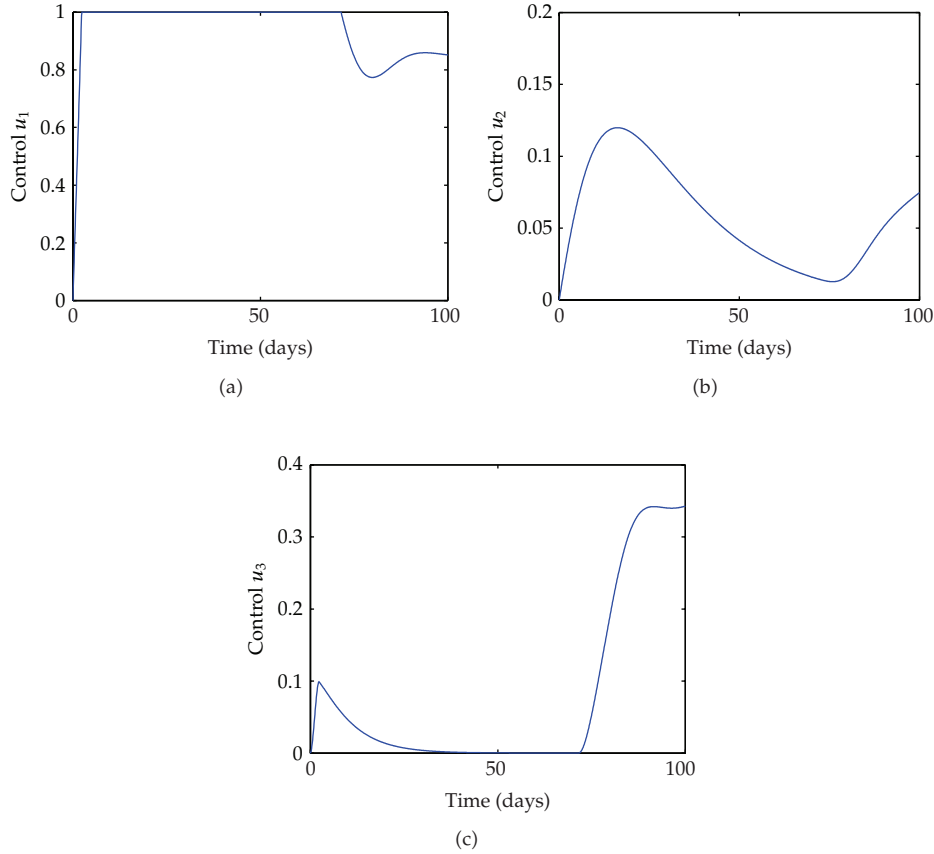 1
0.8
0.6
0.4
0.2
0
Control u₁
0
50
100
Time (days)
(a)
0.2
0.15
0.1
0.05
0
Control u₂
0
50
100
Time (days)
(b)
0.4
0.3
0.2
0.1
0
Control u₃
0
50
100
Time (days)
(c)